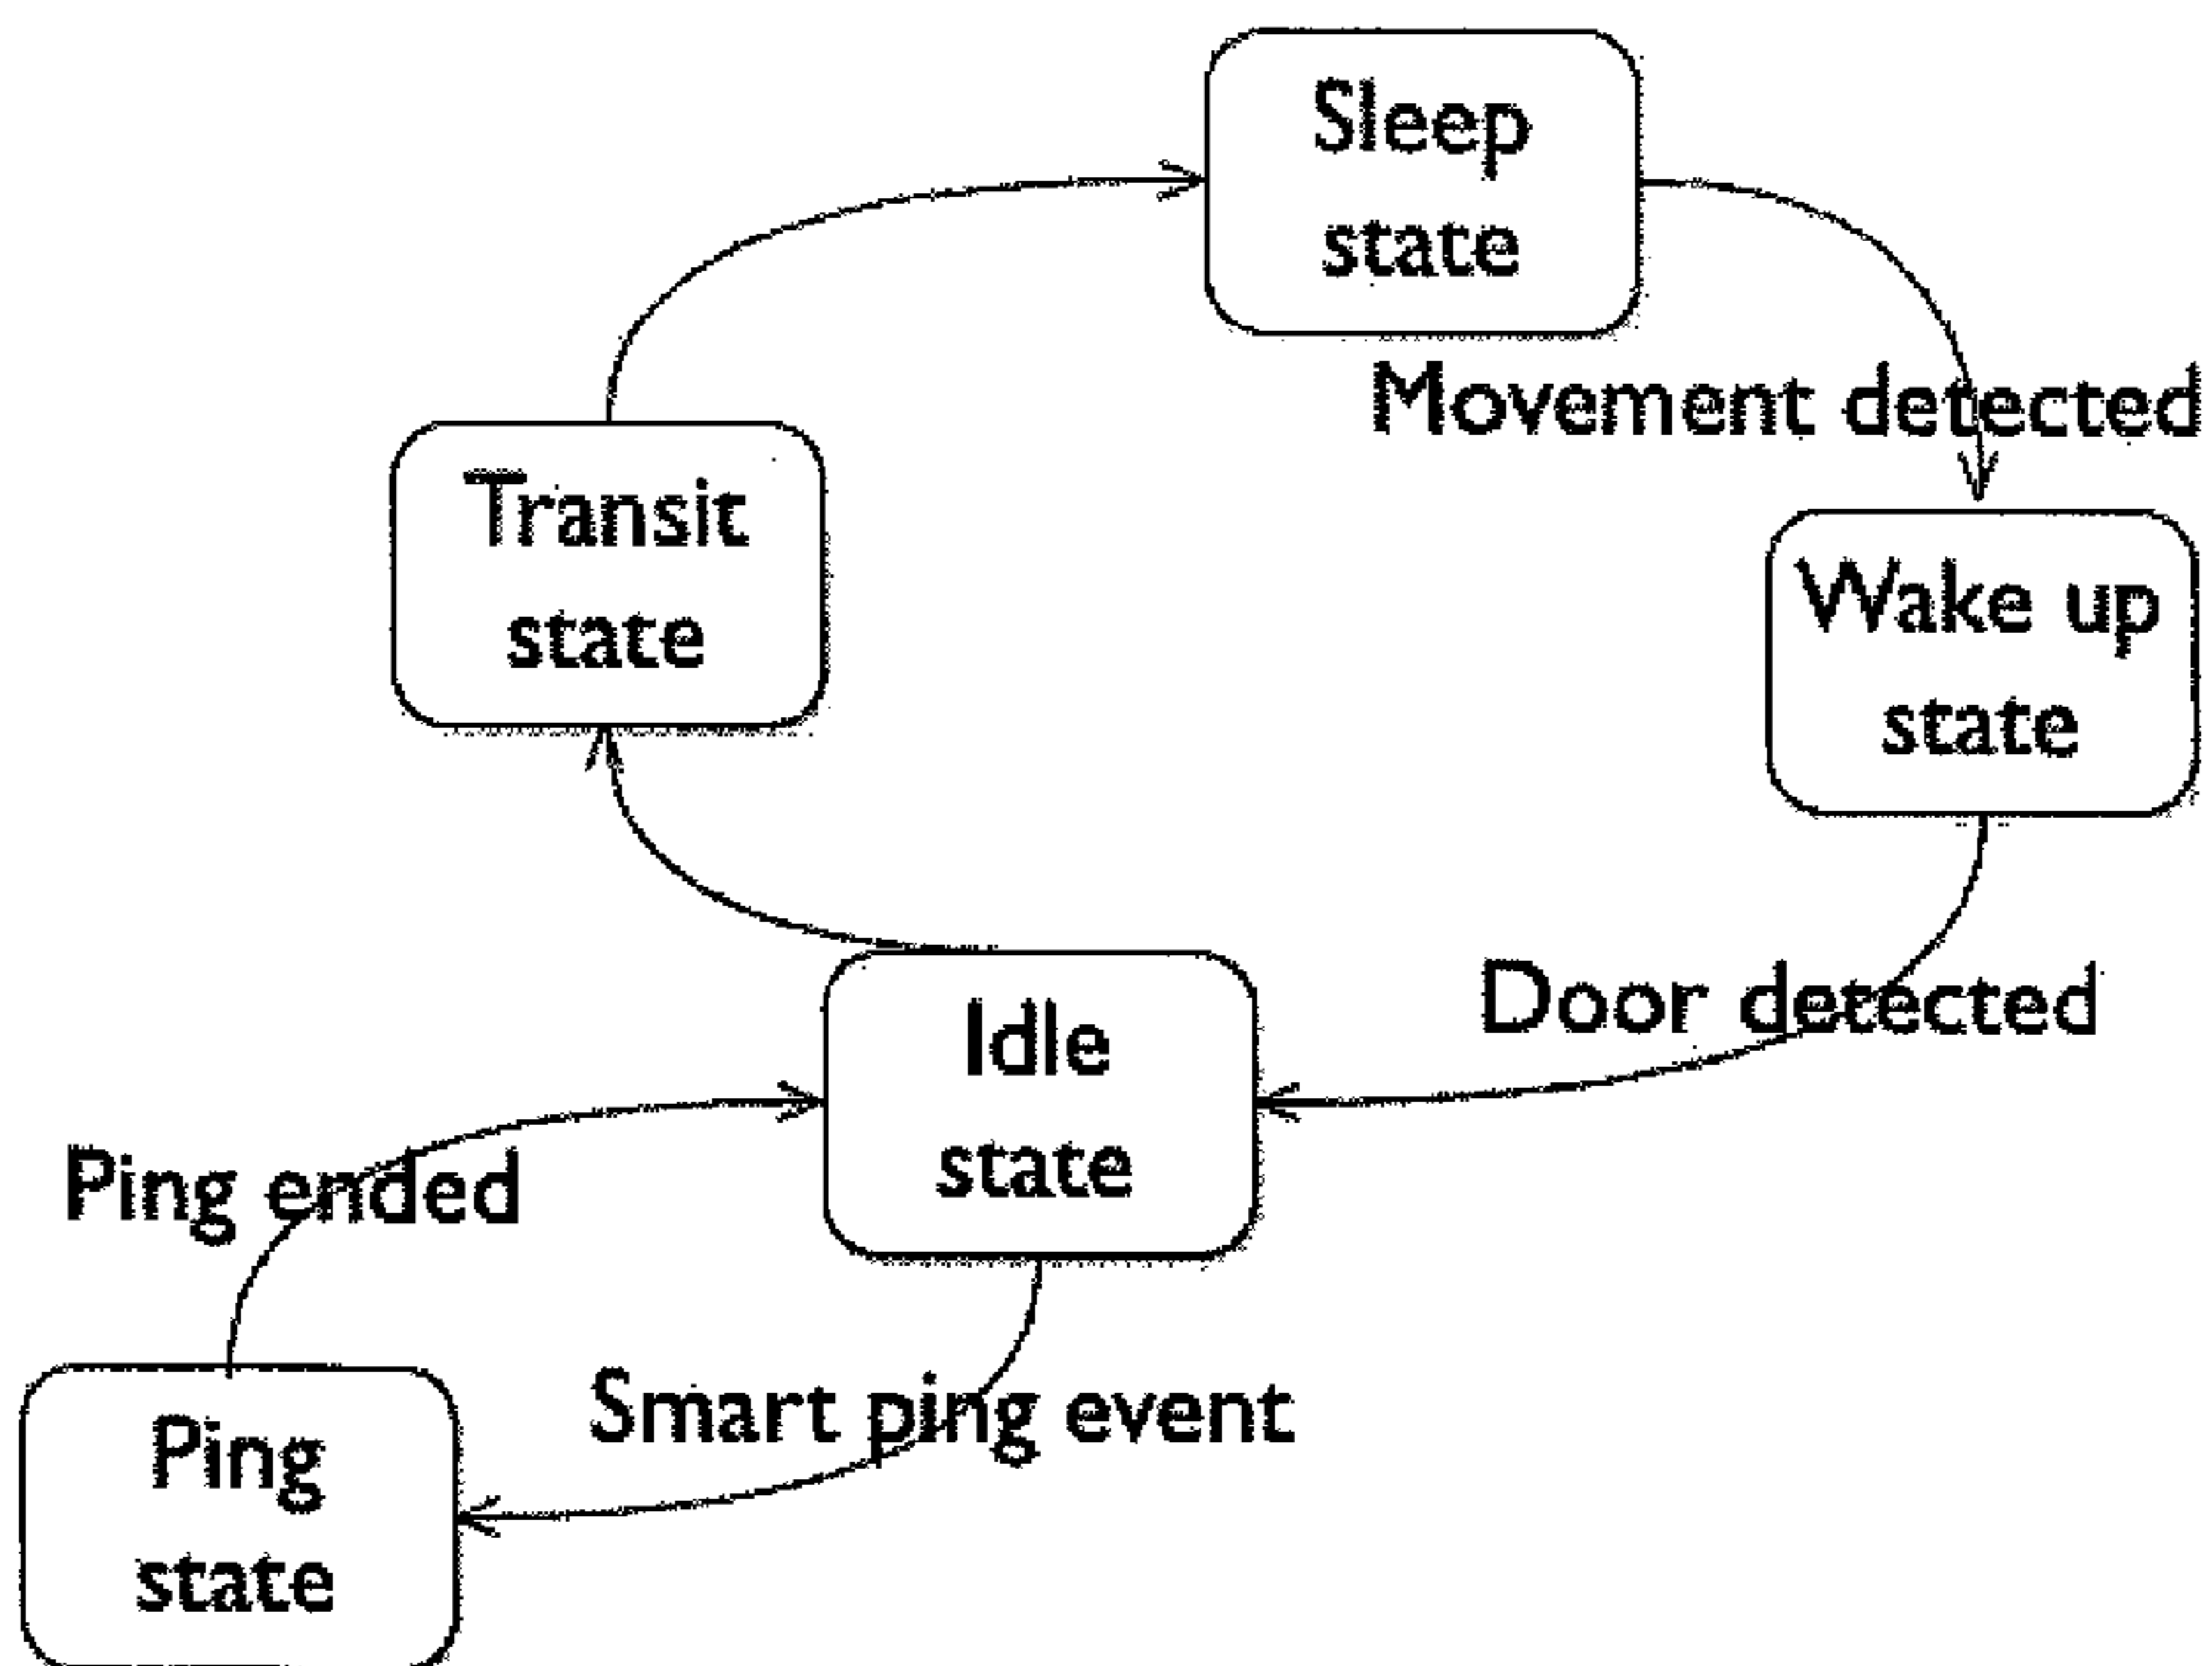 Sleep
state
Movement detected
Transit
state
Wake up
state
Door detected
Idle
state
Ping ended
Smart ping event
Ping
state